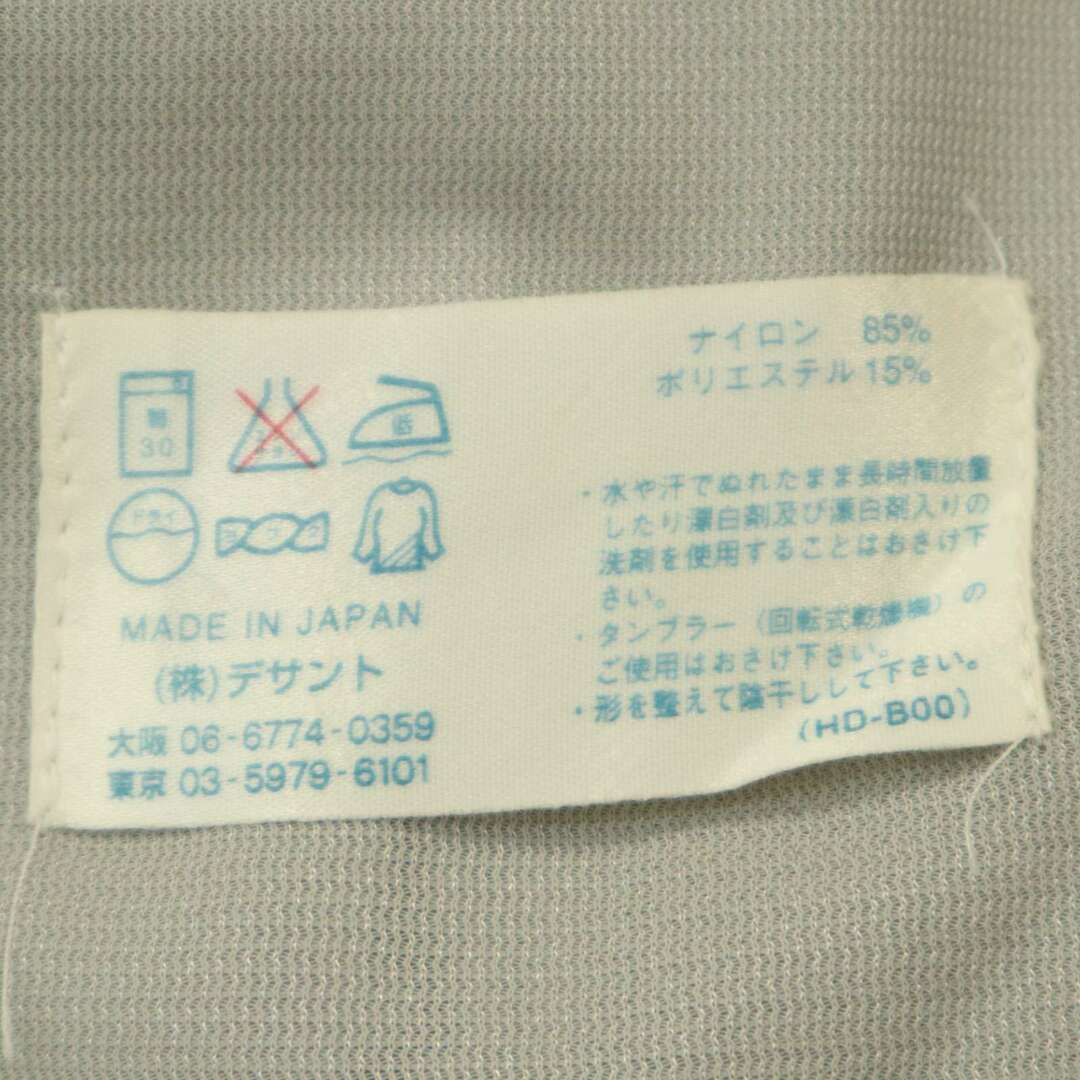 弱
30
低
ドライ
MADE IN JAPAN
(株)デサント
大阪 06-6774-0359
東京 03-5979-6101
ナイロン 85%
ポリエステル 15%
・水や汗でぬれたまま長時間放置
したり漂白剤及び漂白剤入りの
洗剤を使用することはおさけ下
さい。
・タンブラー(回転式乾燥機)の
ご使用はおさけ下さい。
・形を整えて陰干しして下さい。
(HD-B00)